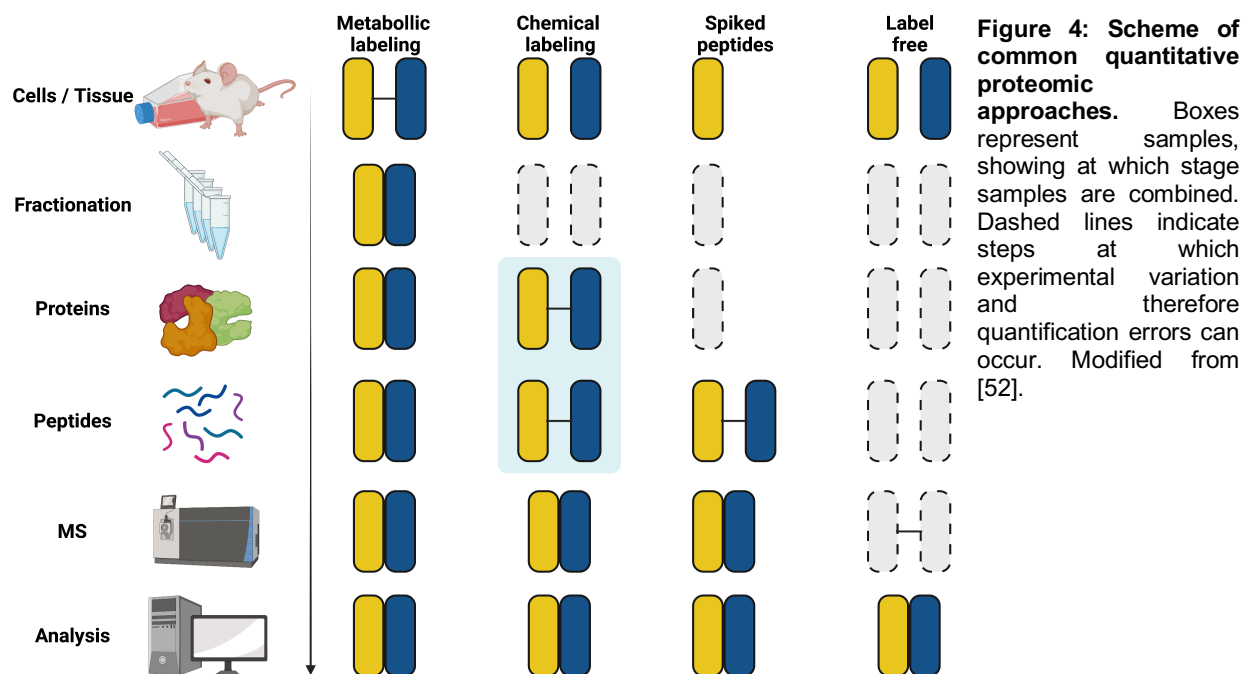 Metabollic
labeling
Chemical
labeling
Spiked
peptides
Label
free
Cells / Tissue
Fractionation
Proteins
Peptides
MS
Analysis
Figure 4: Scheme of
common quantitative
proteomic
approaches. Boxes
represent samples,
showing at which stage
samples are combined.
Dashed lines indicate
steps at which
experimental variation
and therefore
quantification errors can
occur. Modified from
[52].